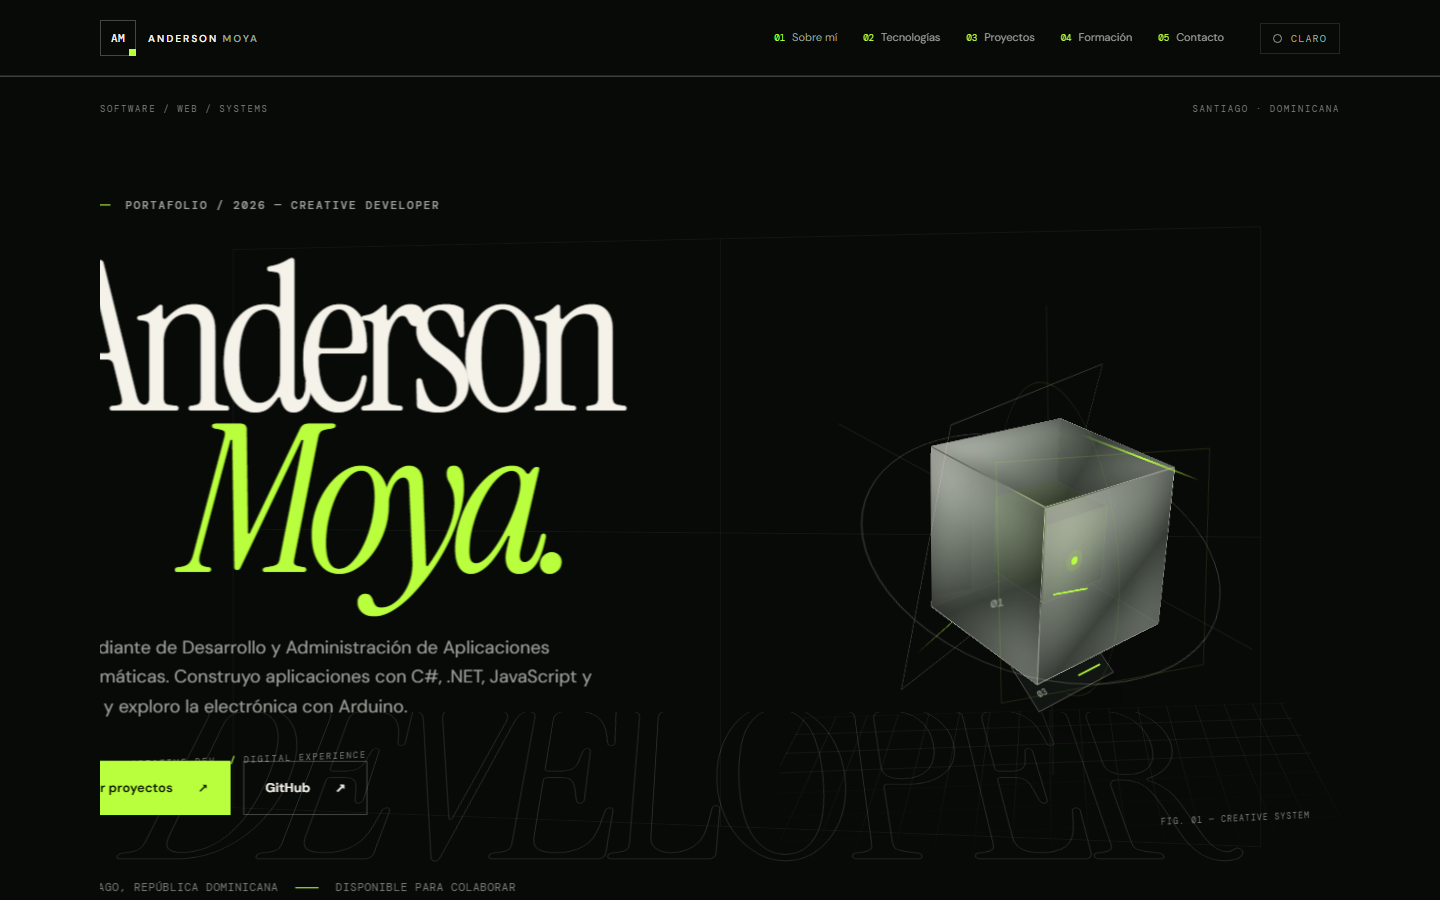 AM ANDERSON MOYA
01 Sobre mí 02 Tecnologías 03 Proyectos 04 Formación 05 Contacto CLARO
SOFTWARE / WEB / SYSTEMS
SANTIAGO · DOMINICANA
PORTAFOLIO / 2026 — CREATIVE DEVELOPER
Anderson
Moya.
diante de Desarrollo y Administración de Aplicaciones
máticas. Construyo aplicaciones con C#, .NET, JavaScript y
y exploro la electrónica con Arduino.
01
03
DEVELOPER
/ DIGITAL EXPERIENCE
r proyectos ↗ GitHub ↗
FIG. 01 — CREATIVE SYSTEM
AGO, REPÚBLICA DOMINICANA — DISPONIBLE PARA COLABORAR